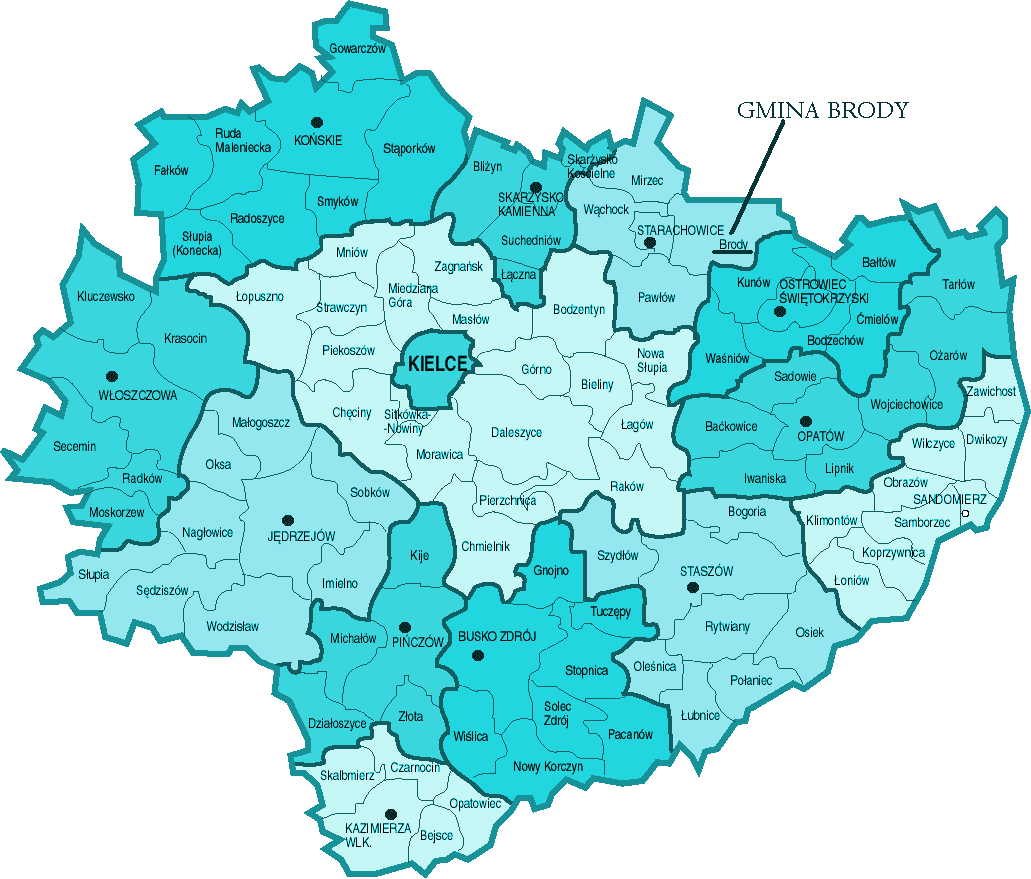 Gowarczów
GMINA BRODY
Ruda
Maleniecka
KOŃSKIE
Stąporków
Fałków
Smyków
Radoszyce
Słupia
(Konecka)
Bliżyn
Skarżysko
Kościelne
SKARŻYSKO
KAMIENNA
Suchedniów
Łączna
Mirzec
Wąchock
STARACHOWICE
Brody
Pawłów
Mniów
Zagnańsk
Łopuszno
Strawczyn
Miedziana
Góra
Masłów
Bodzentyn
Piekoszów
KIELCE
Górno
Bieliny
Nowa
Słupia
Chęciny
Sitkówka-
-Nowiny
Daleszyce
Łagów
Morawica
Pierzchnica
Raków
Chmielnik
Kunów
OSTROWIEC
ŚWIĘTOKRZYSKI
Bałtów
Ćmielów
Bodzechów
Waśniów
Tarłów
Ożarów
Sadowie
Wojciechowice
Baćkowice
OPATÓW
Iwaniska
Lipnik
Zawichost
Wilczyce
Dwikozy
Obrazów
SANDOMIERZ
Klimontów
Samborzec
Koprzywnca
Łoniów
Kluczewsko
Krasocin
WŁOSZCZOWA
Secemin
Radków
Moskorzew
Małogoszcz
Oksa
Sobków
Nagłowice
JĘDRZEJÓW
Słupia
Sędziszów
Imielno
Wodzisław
Kije
Michałów
PIŃCZÓW
Działoszyce
Złota
Gnojno
Tuczępy
BUSKO ZDRÓJ
Stopnica
Solec
Zdrój
Wiślica
Pacanów
Nowy Korczyn
Bogoria
Szydłów
STASZÓW
Rytwiany
Osiek
Oleśnica
Połaniec
Łubnice
Skalbmierz
Czarnocin
Opatowiec
KAZIMIERZA
WLK.
Bejsce